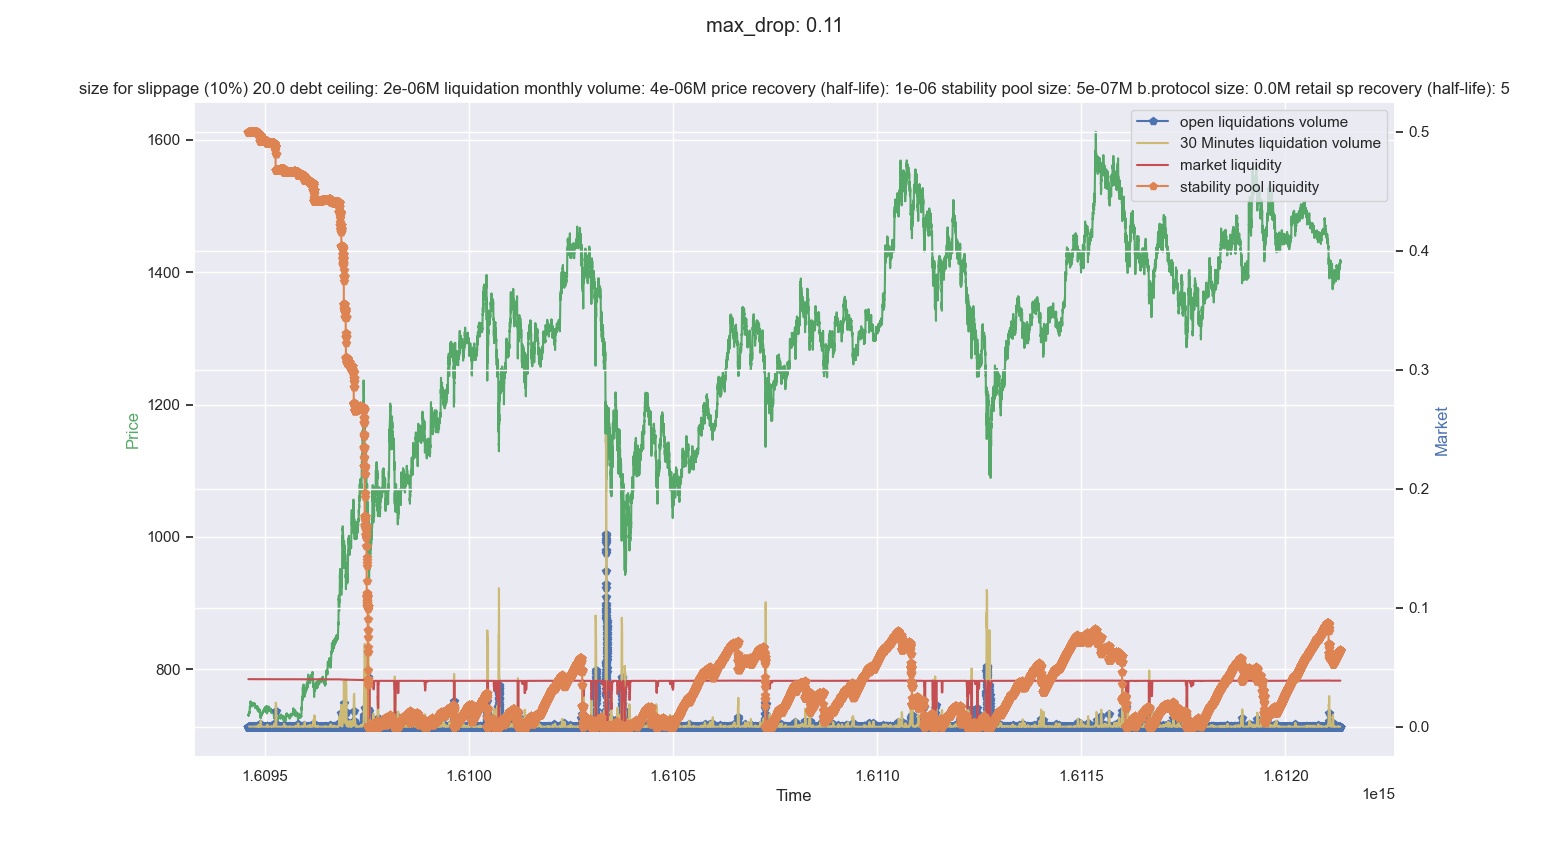 max_drop: 0.11
size for slippage (10%) 20.0 debt ceiling: 2e-06M liquidation monthly volume: 4e-06M price recovery (half-life): 1e-06 stability pool size: 5e-07M b.protocol size: 0.0M retail sp recovery (half-life): 5
open liquidations volume
30 Minutes liquidation volume
market liquidity
stability pool liquidity
1600
1400
1200
1000
800
Price
0.5
0.4
0.3
0.2
0.1
0.0
Market
1.6095 1.6100 1.6105 1.6110 1.6115 1.6120
1e15
Time